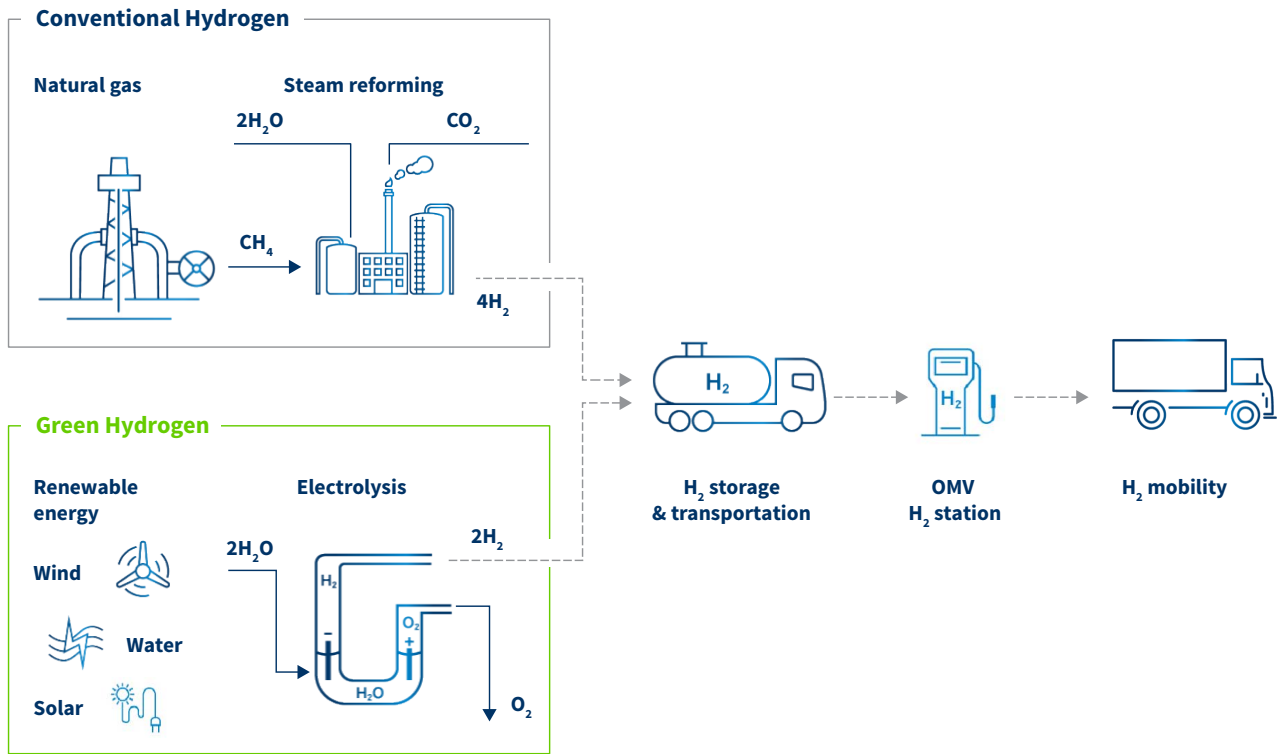 Conventional Hydrogen
Natural gas
Steam reforming
2H₂O
CO₂
CH₄
4H₂
Green Hydrogen
Renewable
energy
Electrolysis
Wind
Water
Solar
2H₂O
2H₂
H₂
O₂
−
+
H₂O
O₂
H₂
H₂ storage
& transportation
H₂
OMV
H₂ station
H₂ mobility